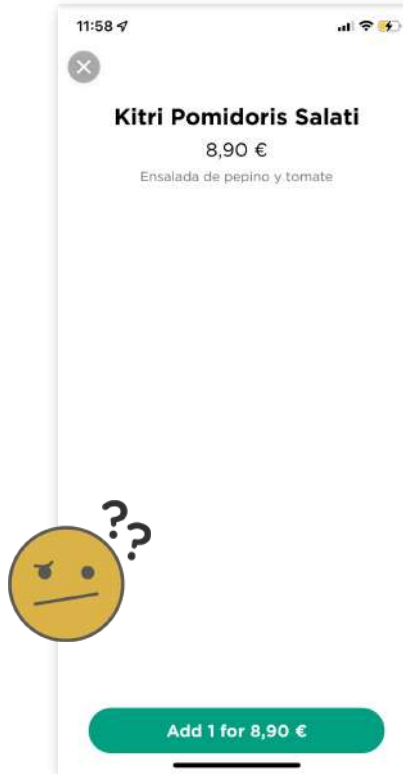 11:58
Kitri Pomidoris Salati
8,90 €
Ensalada de pepino y tomate
??
Add 1 for 8,90 €